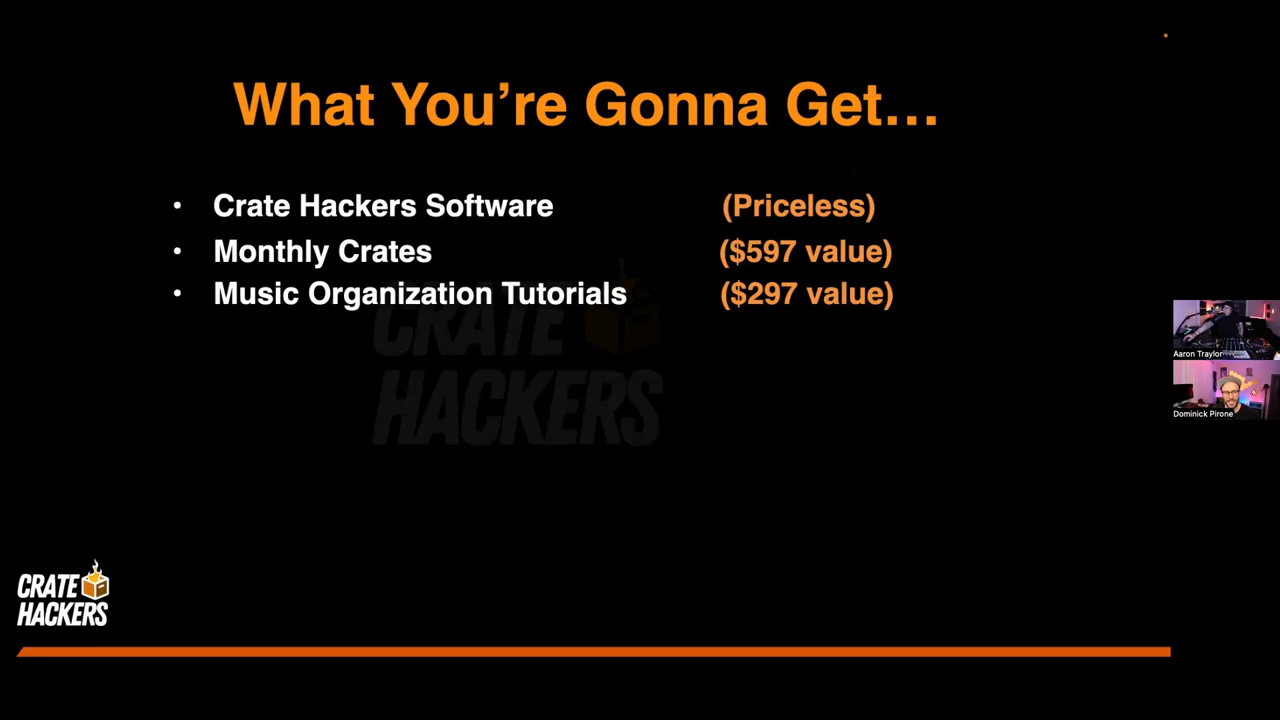 What You're Gonna Get…
• Crate Hackers Software (Priceless)
• Monthly Crates ($597 value)
• Music Organization Tutorials ($297 value)
CRATE
HACKERS
Aaron Traylor
Dominick Pirone
CRATE
HACKERS